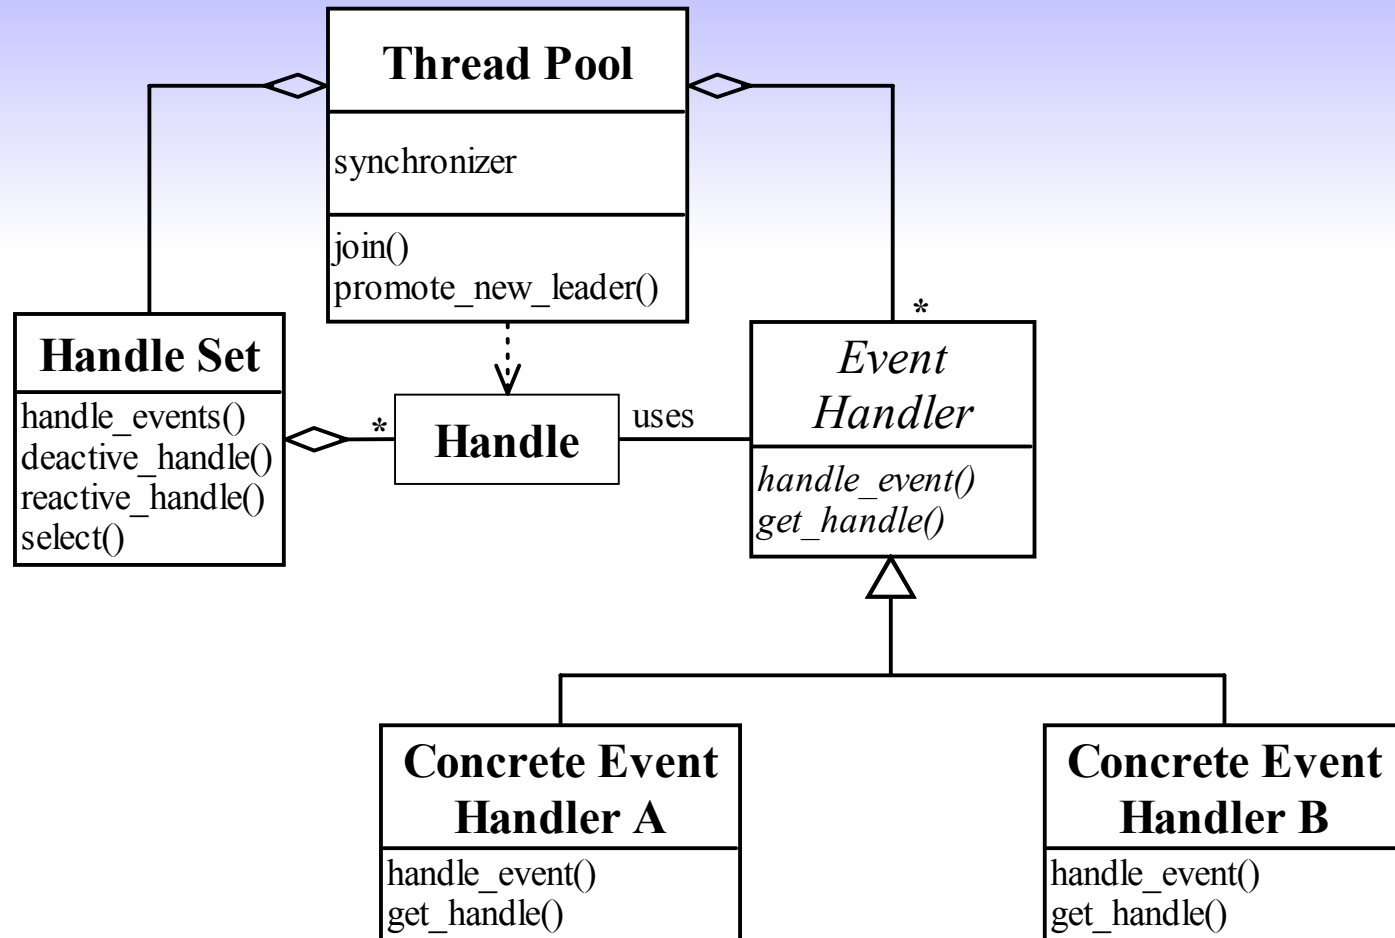 Thread Pool
synchronizer
join()
promote_new_leader()
*
Handle Set
handle_events()
deactive_handle()
reactive_handle()
select()
*
Handle
uses
Event
Handler
handle_event()
get_handle()
Concrete Event
Handler A
handle_event()
get_handle()
Concrete Event
Handler B
handle_event()
get_handle()